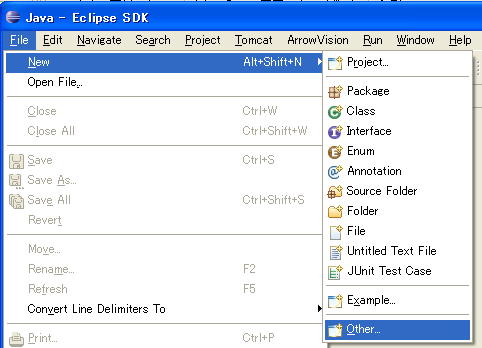 Java - Eclipse SDK
File Edit Navigate Search Project Tomcat ArrowVision Run Window Help
New Alt+Shift+N
Open File...
Close Ctrl+W
Close All Ctrl+Shift+W
Save Ctrl+S
Save As...
Save All Ctrl+Shift+S
Revert
Move...
Rename... F2
Refresh F5
Convert Line Delimiters To
Print... Ctrl+P
Project...
Package
Class
Interface
Enum
Annotation
Source Folder
Folder
File
Untitled Text File
JUnit Test Case
Example...
Other...